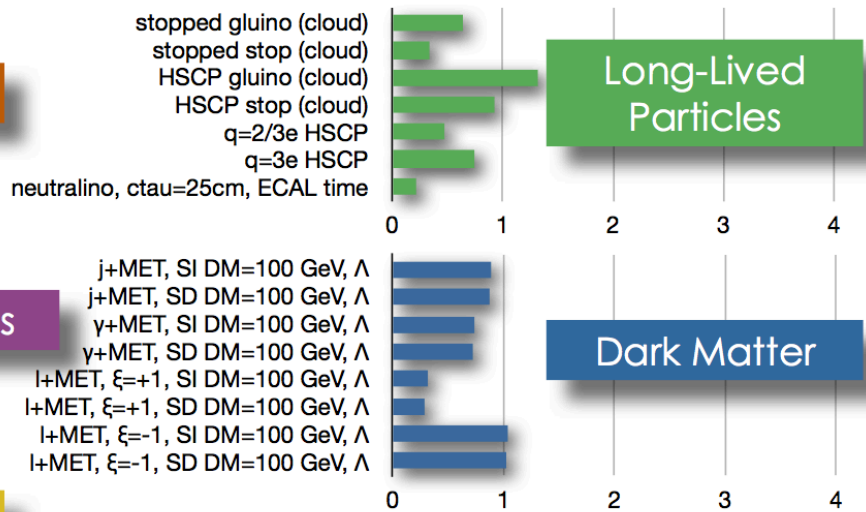 stopped gluino (cloud)
stopped stop (cloud)
HSCP gluino (cloud)
HSCP stop (cloud)
q=2/3e HSCP
q=3e HSCP
neutralino, ctau=25cm, ECAL time
0 1 2 3 4
Long-Lived
Particles
j+MET, SI DM=100 GeV, Λ
j+MET, SD DM=100 GeV, Λ
γ+MET, SI DM=100 GeV, Λ
γ+MET, SD DM=100 GeV, Λ
l+MET, ξ=+1, SI DM=100 GeV, Λ
l+MET, ξ=+1, SD DM=100 GeV, Λ
l+MET, ξ=-1, SI DM=100 GeV, Λ
l+MET, ξ=-1, SD DM=100 GeV, Λ
0 1 2 3 4
Dark Matter
s